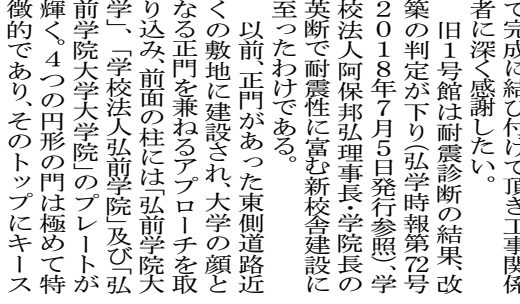 て完成に結び付けて頂き工事関係
者に深く感謝したい。
旧1号館は耐震診断の結果、改
築の判定が下り(弘学時報第72号
2018年7月5日発行参照)、学
校法人阿保邦弘理事長・学院長の
英断で耐震性に富む新校舎建設に
至ったわけである。
以前、正門があった東側道路近
くの敷地に建設され、大学の顔と
なる正門を兼ねるアプローチを取
り込み、前面の柱には「弘前学院大
学」、「学校法人弘前学院」及び「弘
前学院大学大学院」のプレートが
輝く。4つの円形の門は極めて特
徴的であり、そのトップにキース